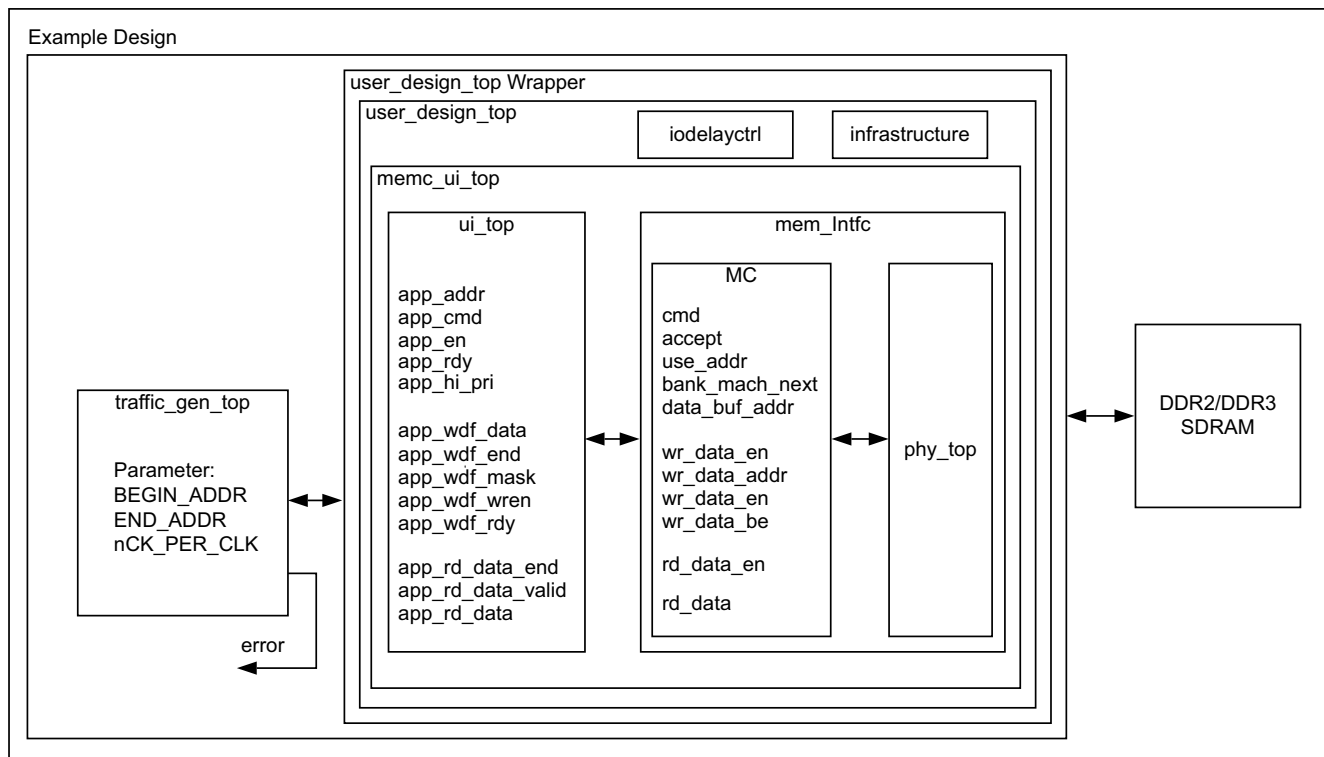 Example Design
user_design_top Wrapper
user_design_top
iodelayctrl
infrastructure
memc_ui_top
ui_top
app_addr
app_cmd
app_en
app_rdy
app_hi_pri
app_wdf_data
app_wdf_end
app_wdf_mask
app_wdf_wren
app_wdf_rdy
app_rd_data_end
app_rd_data_valid
app_rd_data
mem_Intfc
MC
cmd
accept
use_addr
bank_mach_next
data_buf_addr
wr_data_en
wr_data_addr
wr_data_en
wr_data_be
rd_data_en
rd_data
phy_top
traffic_gen_top
Parameter:
BEGIN_ADDR
END_ADDR
nCK_PER_CLK
error
DDR2/DDR3
SDRAM